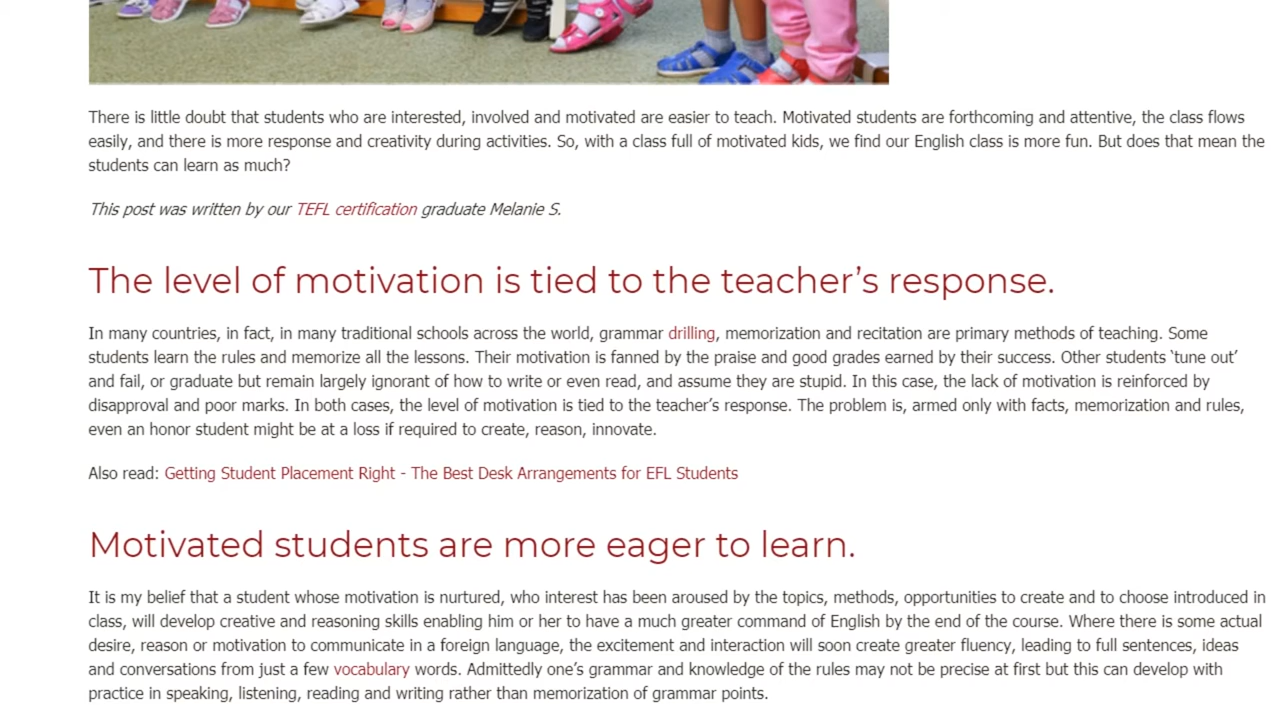 There is little doubt that students who are interested, involved and motivated are easier to teach. Motivated students are forthcoming and attentive, the class flows
easily, and there is more response and creativity during activities. So, with a class full of motivated kids, we find our English class is more fun. But does that mean the
students can learn as much?
This post was written by our TEFL certification graduate Melanie S.
The level of motivation is tied to the teacher’s response.
In many countries, in fact, in many traditional schools across the world, grammar drilling, memorization and recitation are primary methods of teaching. Some
students learn the rules and memorize all the lessons. Their motivation is fanned by the praise and good grades earned by their success. Other students ‘tune out’
and fail, or graduate but remain largely ignorant of how to write or even read, and assume they are stupid. In this case, the lack of motivation is reinforced by
disapproval and poor marks. In both cases, the level of motivation is tied to the teacher’s response. The problem is, armed only with facts, memorization and rules,
even an honor student might be at a loss if required to create, reason, innovate.
Also read: Getting Student Placement Right - The Best Desk Arrangements for EFL Students
Motivated students are more eager to learn.
It is my belief that a student whose motivation is nurtured, who interest has been aroused by the topics, methods, opportunities to create and to choose introduced in
class, will develop creative and reasoning skills enabling him or her to have a much greater command of English by the end of the course. Where there is some actual
desire, reason or motivation to communicate in a foreign language, the excitement and interaction will soon create greater fluency, leading to full sentences, ideas
and conversations from just a few vocabulary words. Admittedly one’s grammar and knowledge of the rules may not be precise at first but this can develop with
practice in speaking, listening, reading and writing rather than memorization of grammar points.